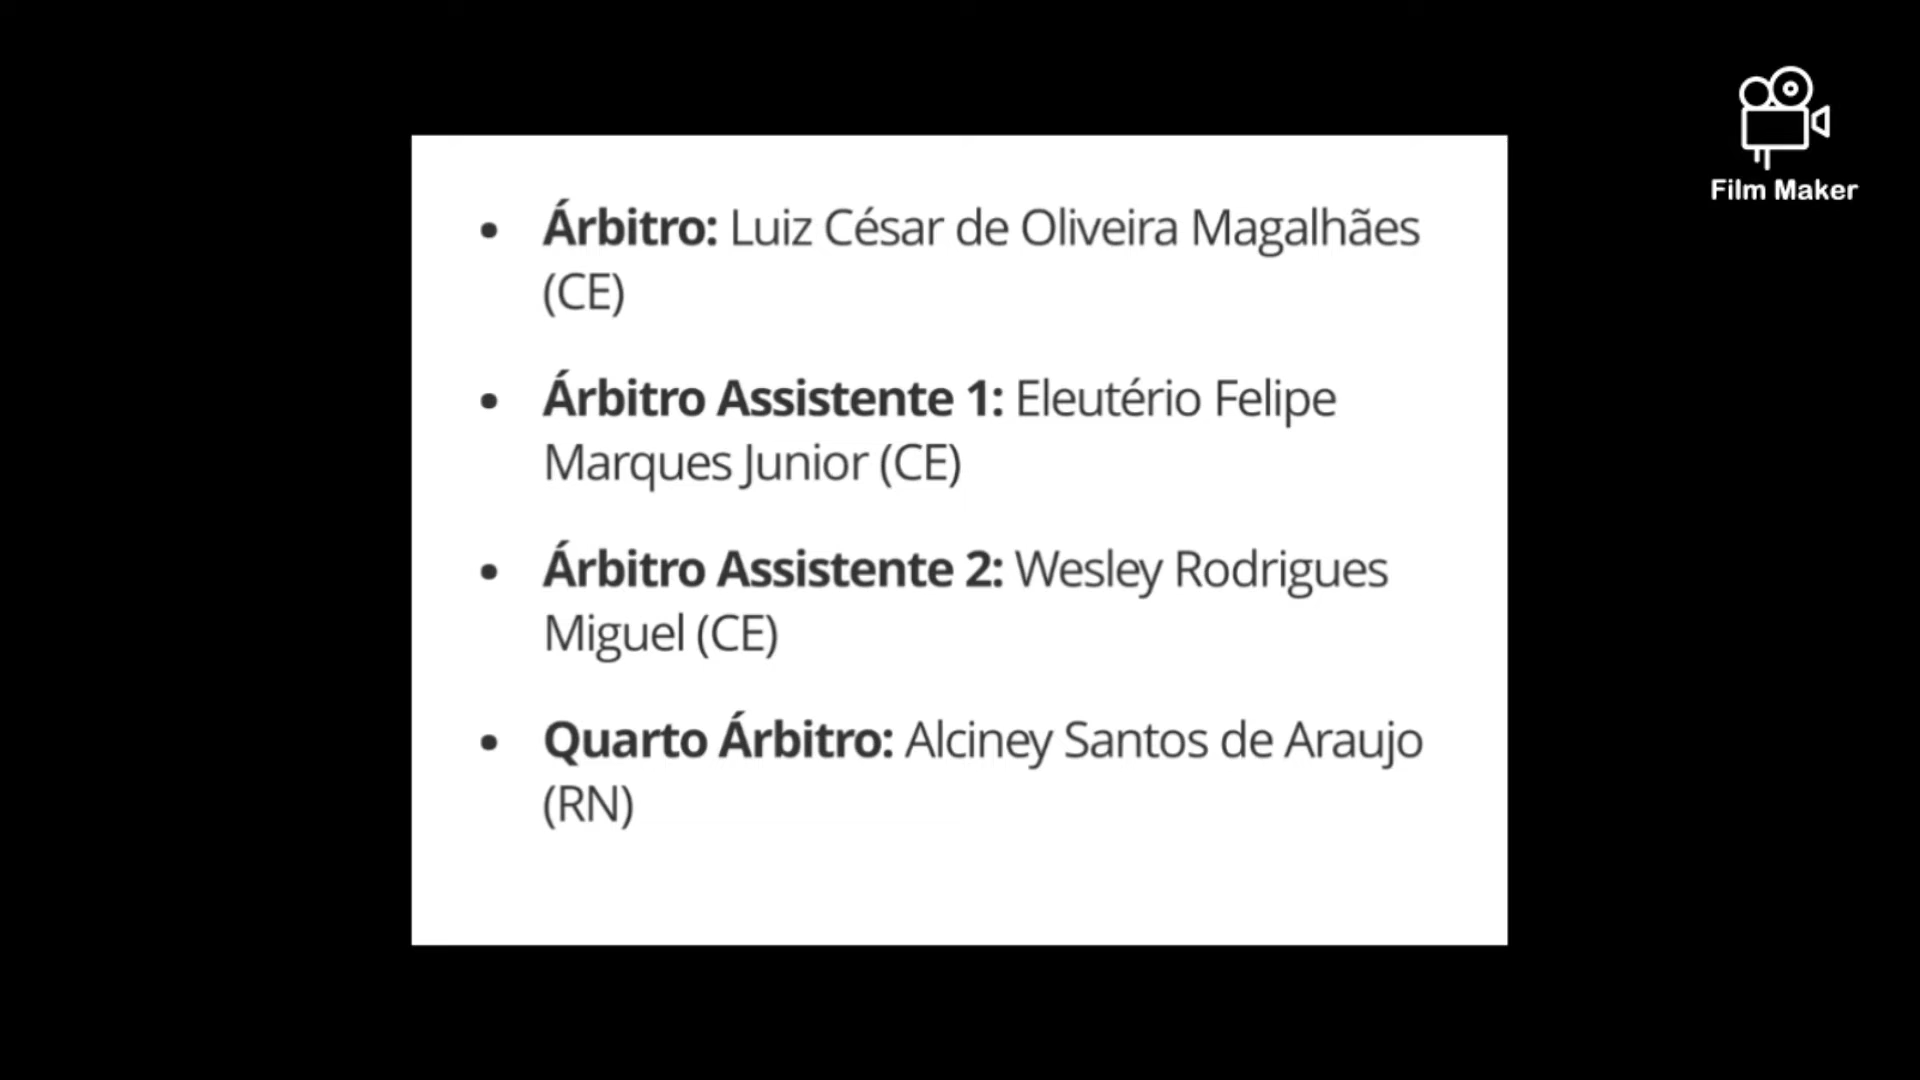 Film Maker
• Árbitro: Luiz César de Oliveira Magalhães
(CE)
• Árbitro Assistente 1: Eleutério Felipe
Marques Junior (CE)
• Árbitro Assistente 2: Wesley Rodrigues
Miguel (CE)
• Quarto Árbitro: Alciney Santos de Araujo
(RN)